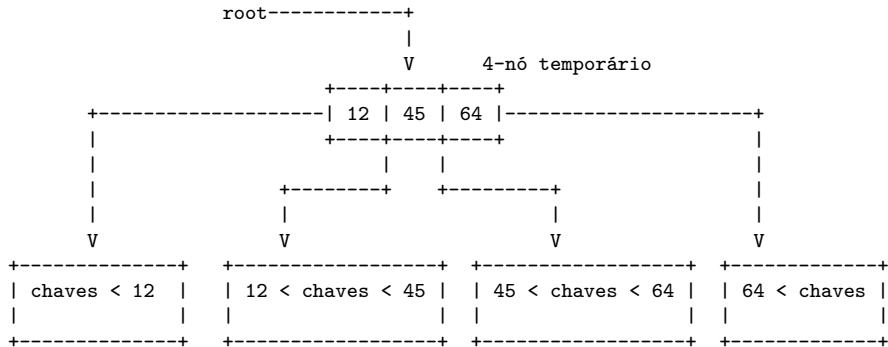 root------------+
|
V 4-nó temporário
+----+----+----+
+--------------------| 12 | 45 | 64 |----------------------+
| +----+----+----+ |
| | | |
| +---------+ +----------+ |
| | | |
V V V V
+---------------+ +-------------------+ +-------------------+ +--------------+
| chaves < 12 | | 12 < chaves < 45 | | 45 < chaves < 64 | | 64 < chaves |
| | | | | | | |
+---------------+ +-------------------+ +-------------------+ +--------------+